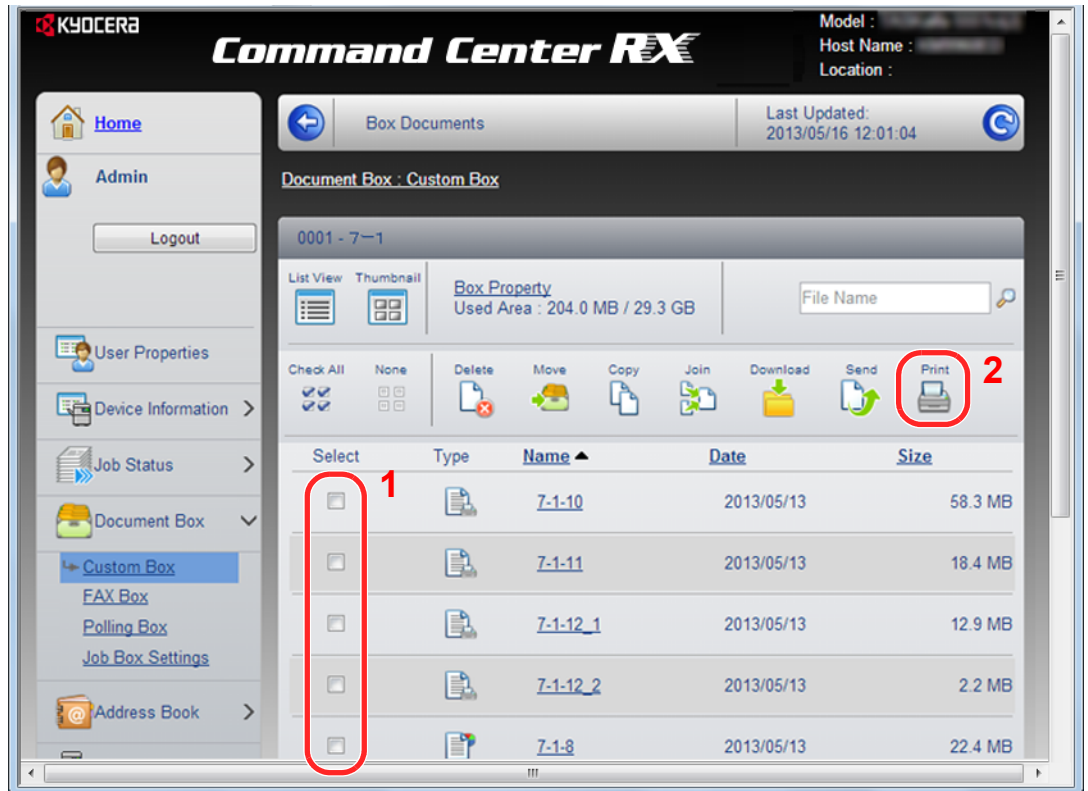 KYOCERA
Command Center RX
Model :
Host Name :
Location :
Home
Admin
Logout
User Properties
Device Information
Job Status
Document Box
Custom Box
FAX Box
Polling Box
Job Box Settings
Address Book
Box Documents
Last Updated:
2013/05/16 12:01:04
Document Box : Custom Box
0001 - 7ー1
List View Thumbnail
Box Property
Used Area : 204.0 MB / 29.3 GB
File Name
Check All None Delete Move Copy Join Download Send Print 2
Select Type Name Date Size
1
7-1-10 2013/05/13 58.3 MB
7-1-11 2013/05/13 18.4 MB
7-1-12_1 2013/05/13 12.9 MB
7-1-12_2 2013/05/13 2.2 MB
7-1-8 2013/05/13 22.4 MB